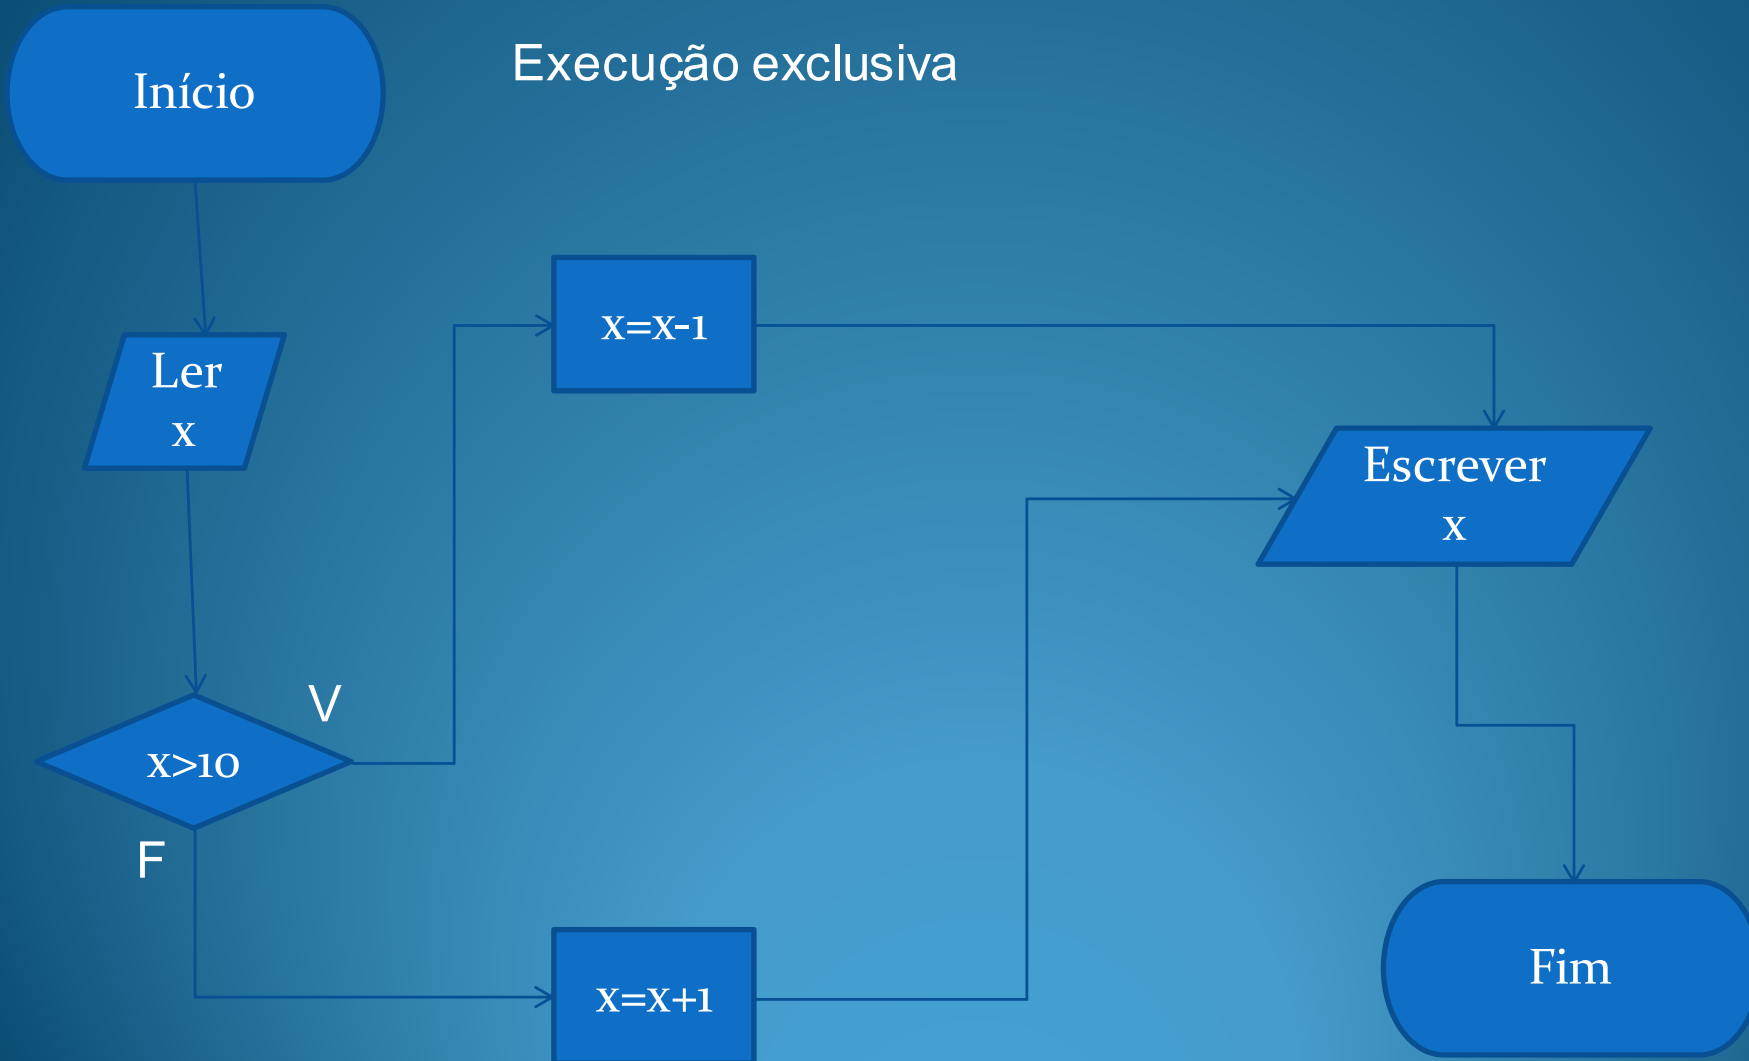 Início
Execução exclusiva
x=x-1
Ler
x
Escrever
x
V
x>10
F
x=x+1
Fim